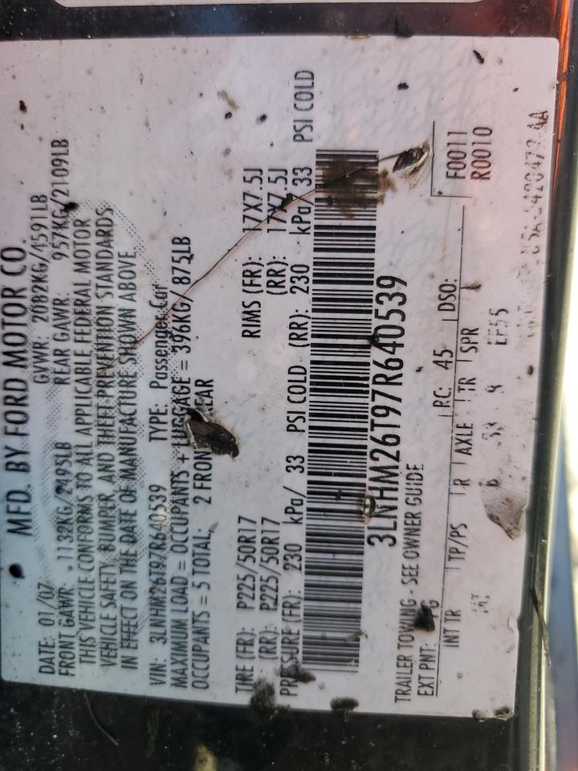 MFD. BY FORD MOTOR CO.
DATE: 01/07 GVWR: 2082KG/4591LB
FRONT GAWR: 1132KG/2495LB REAR GAWR: 957KG/2109LB
THIS VEHICLE CONFORMS TO ALL APPLICABLE FEDERAL MOTOR
VEHICLE SAFETY, BUMPER, AND THEFT PREVENTION STANDARDS
IN EFFECT ON THE DATE OF MANUFACTURE SHOWN ABOVE.
VIN: 3LNHM26T97R640539 TYPE: Passenger Car
MAXIMUM LOAD = OCCUPANTS + LUGGAGE = 396KG/ 875LB
OCCUPANTS = 5 TOTAL: 2 FRONT REAR
TIRE (FR): P225/50R17 RIMS (FR): 17X7.5J
(RR): P225/50R17 (RR): 17X7.5J
PRESSURE (FR): 230 kPa/ 33 PSI COLD (RR): 230 kPa/ 33 PSI COLD
3LNHM26T97R640539
TRAILER TOWING - SEE OWNER GUIDE
EXT PNT: RC: 45 DSO: F0011
R0010
INT TR TP/PS R AXLE TR SPR